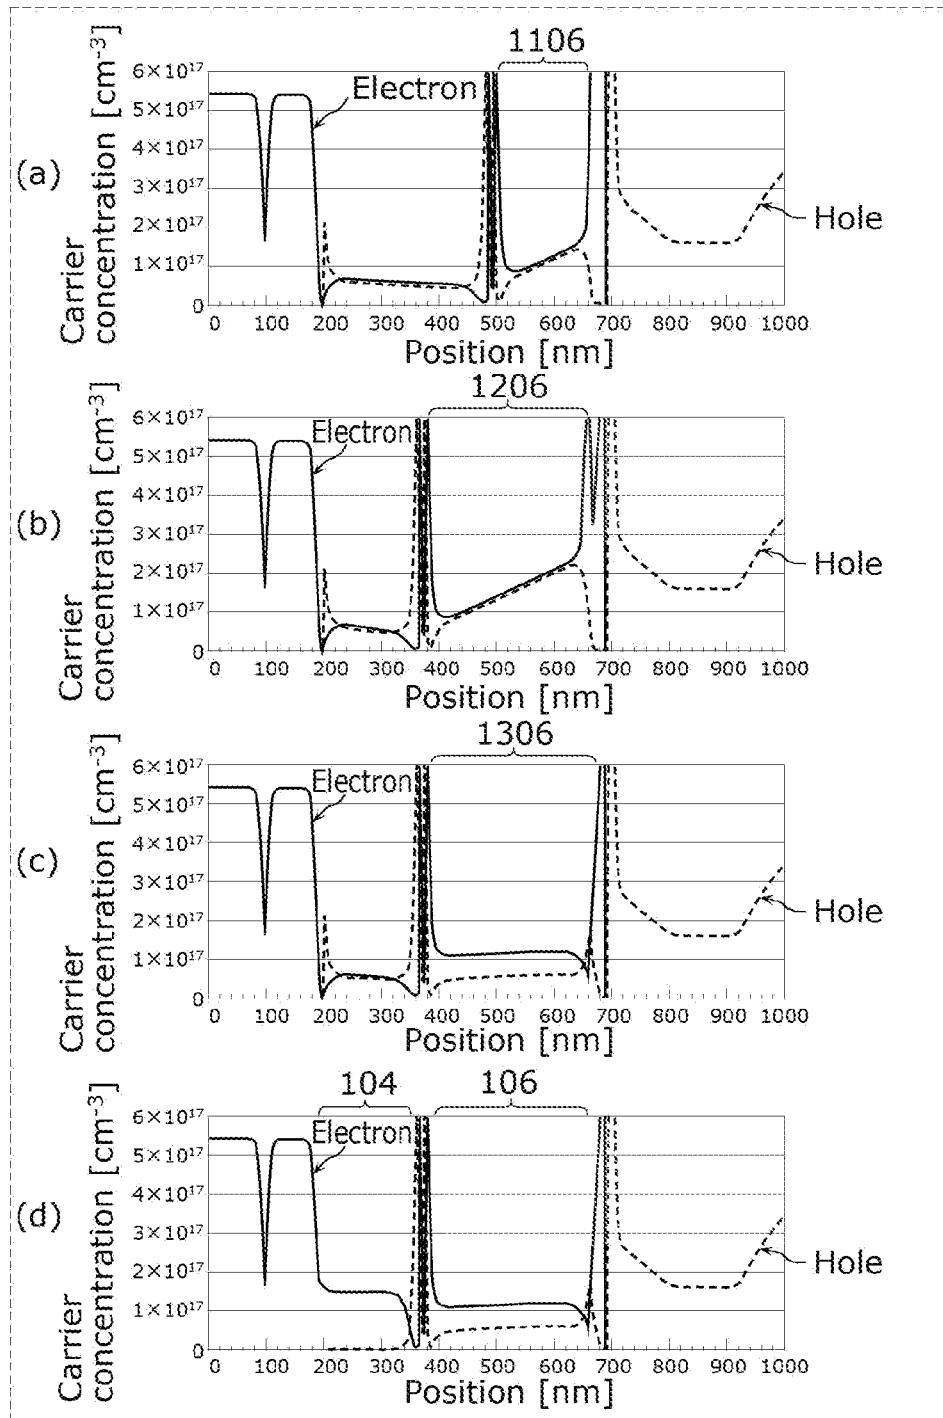 1106
6×10¹⁷
5×10¹⁷
4×10¹⁷
3×10¹⁷
2×10¹⁷
1×10¹⁷
0
Carrier
concentration [cm⁻³]
(a)
Electron
Hole
0 100 200 300 400 500 600 700 800 900 1000
Position [nm]
1206
6×10¹⁷
5×10¹⁷
4×10¹⁷
3×10¹⁷
2×10¹⁷
1×10¹⁷
0
Carrier
concentration [cm⁻³]
(b)
Electron
Hole
0 100 200 300 400 500 600 700 800 900 1000
Position [nm]
1306
6×10¹⁷
5×10¹⁷
4×10¹⁷
3×10¹⁷
2×10¹⁷
1×10¹⁷
0
Carrier
concentration [cm⁻³]
(c)
Electron
Hole
0 100 200 300 400 500 600 700 800 900 1000
Position [nm]
104 106
6×10¹⁷
5×10¹⁷
4×10¹⁷
3×10¹⁷
2×10¹⁷
1×10¹⁷
0
Carrier
concentration [cm⁻³]
(d)
Electron
Hole
0 100 200 300 400 500 600 700 800 900 1000
Position [nm]